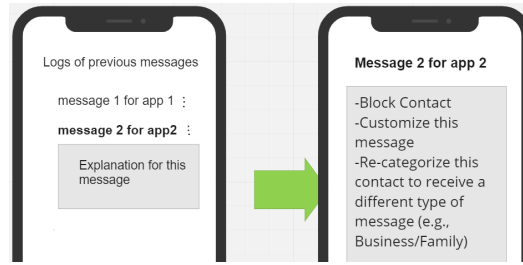 Logs of previous messages
message 1 for app 1 ⋮
message 2 for app2 ⋮
Explanation for this
message
Message 2 for app 2
-Block Contact
-Customize this
message
-Re-categorize this
contact to receive a
different type of
message (e.g.,
Business/Family)